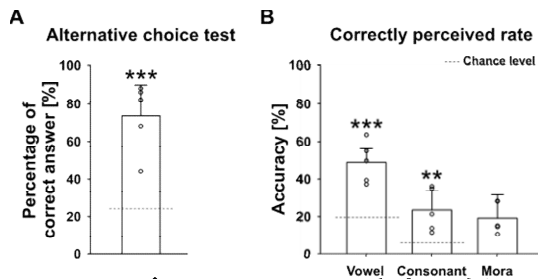 A
Alternative choice test
Percentage of
correct answer [%]
100
80
60
40
20
0
***
B
Correctly perceived rate
Chance level
Accuracy [%]
100
80
60
40
20
0
***
**
Vowel Consonant Mora